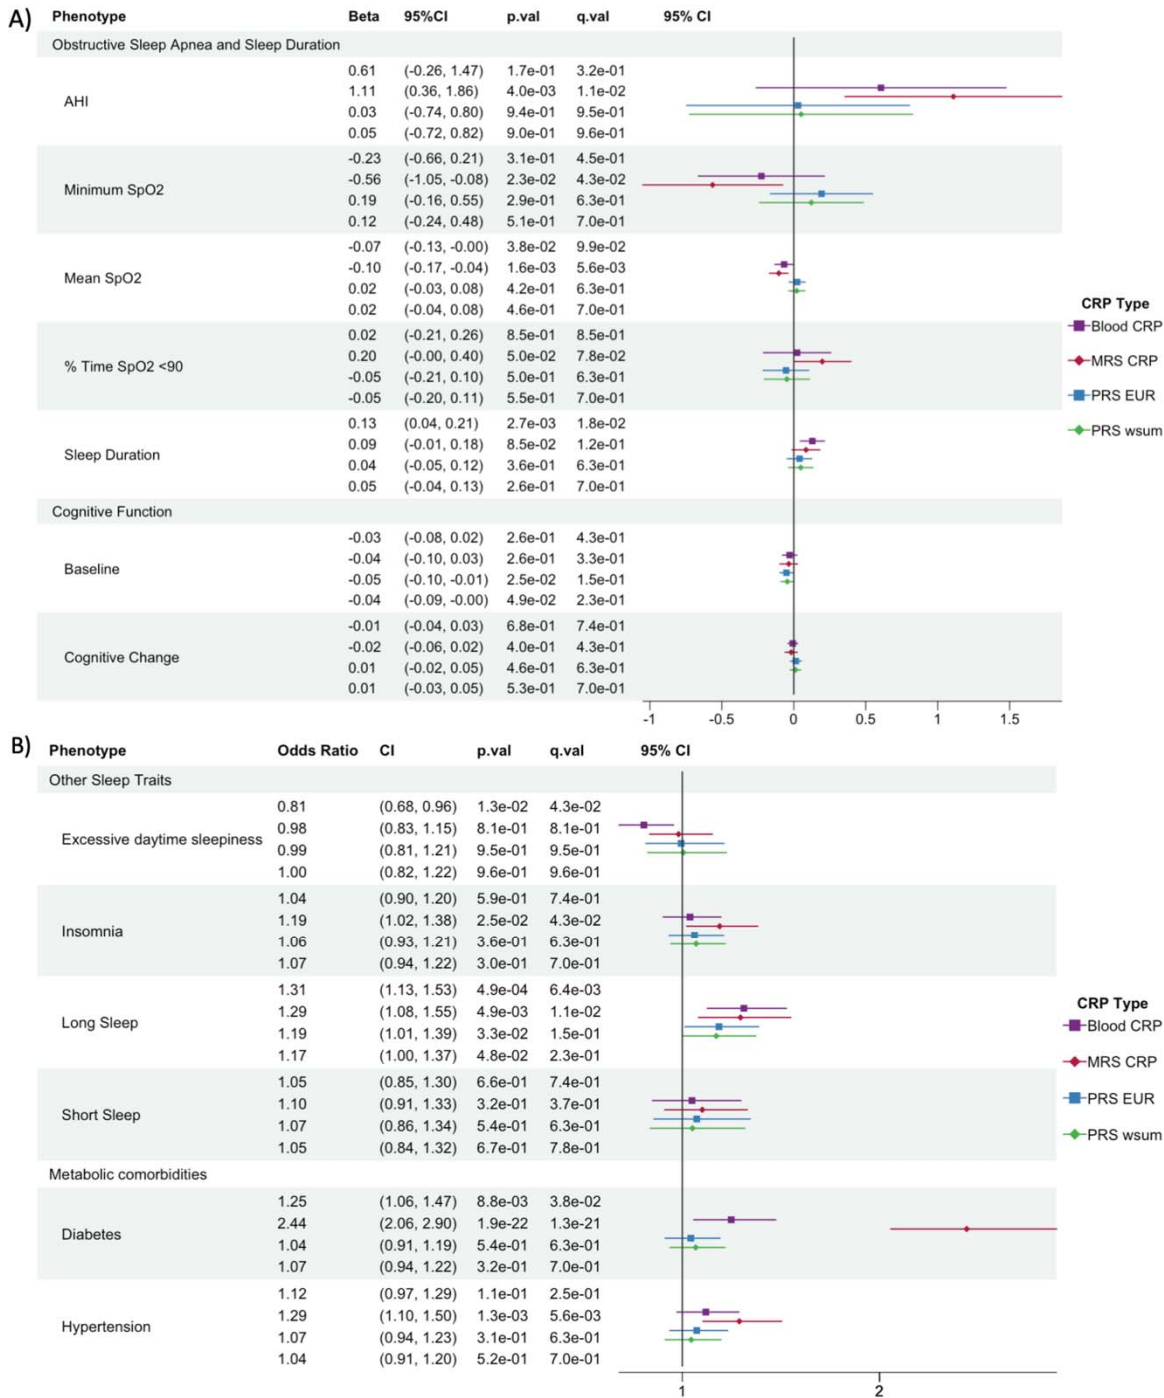 A)
Phenotype Beta 95%CI p.val q.val 95% CI
Obstructive Sleep Apnea and Sleep Duration
0.61 (-0.26, 1.47) 1.7e-01 3.2e-01
1.11 (0.36, 1.86) 4.0e-03 1.1e-02
AHI
0.03 (-0.74, 0.80) 9.4e-01 9.5e-01
0.05 (-0.72, 0.82) 9.0e-01 9.6e-01
-0.23 (-0.66, 0.21) 3.1e-01 4.5e-01
-0.56 (-1.05, -0.08) 2.3e-02 4.3e-02
Minimum SpO2
0.19 (-0.16, 0.55) 2.9e-01 6.3e-01
0.12 (-0.24, 0.48) 5.1e-01 7.0e-01
-0.07 (-0.13, -0.00) 3.8e-02 9.9e-02
-0.10 (-0.17, -0.04) 1.6e-03 5.6e-03
Mean SpO2
0.02 (-0.03, 0.08) 4.2e-01 6.3e-01
0.02 (-0.04, 0.08) 4.6e-01 7.0e-01
0.02 (-0.21, 0.26) 8.5e-01 8.5e-01
0.20 (-0.00, 0.40) 5.0e-02 7.8e-02
% Time SpO2 <90
-0.05 (-0.21, 0.10) 5.0e-01 6.3e-01
-0.05 (-0.20, 0.11) 5.5e-01 7.0e-01
0.13 (0.04, 0.21) 2.7e-03 1.8e-02
0.09 (-0.01, 0.18) 8.5e-02 1.2e-01
Sleep Duration
0.04 (-0.05, 0.12) 3.6e-01 6.3e-01
0.05 (-0.04, 0.13) 2.6e-01 7.0e-01
Cognitive Function
-0.03 (-0.08, 0.02) 2.6e-01 4.3e-01
-0.04 (-0.10, 0.03) 2.6e-01 3.3e-01
Baseline
-0.05 (-0.10, -0.01) 2.5e-02 1.5e-01
-0.04 (-0.09, -0.00) 4.9e-02 2.3e-01
-0.01 (-0.04, 0.03) 6.8e-01 7.4e-01
-0.02 (-0.06, 0.02) 4.0e-01 4.3e-01
Cognitive Change
0.01 (-0.02, 0.05) 4.6e-01 6.3e-01
0.01 (-0.03, 0.05) 5.3e-01 7.0e-01
-1 -0.5 0 0.5 1 1.5
CRP Type
Blood CRP
MRS CRP
PRS EUR
PRS wsum
B)
Phenotype Odds Ratio CI p.val q.val 95% CI
Other Sleep Traits
0.81 (0.68, 0.96) 1.3e-02 4.3e-02
0.98 (0.83, 1.15) 8.1e-01 8.1e-01
Excessive daytime sleepiness
0.99 (0.81, 1.21) 9.5e-01 9.5e-01
1.00 (0.82, 1.22) 9.6e-01 9.6e-01
1.04 (0.90, 1.20) 5.9e-01 7.4e-01
1.19 (1.02, 1.38) 2.5e-02 4.3e-02
Insomnia
1.06 (0.93, 1.21) 3.6e-01 6.3e-01
1.07 (0.94, 1.22) 3.0e-01 7.0e-01
1.31 (1.13, 1.53) 4.9e-04 6.4e-03
1.29 (1.08, 1.55) 4.9e-03 1.1e-02
Long Sleep
1.19 (1.01, 1.39) 3.3e-02 1.5e-01
1.17 (1.00, 1.37) 4.8e-02 2.3e-01
1.05 (0.85, 1.30) 6.6e-01 7.4e-01
1.10 (0.91, 1.33) 3.2e-01 3.7e-01
Short Sleep
1.07 (0.86, 1.34) 5.4e-01 6.3e-01
1.05 (0.84, 1.32) 6.7e-01 7.8e-01
Metabolic comorbidities
1.25 (1.06, 1.47) 8.8e-03 3.8e-02
2.44 (2.06, 2.90) 1.9e-22 1.3e-21
Diabetes
1.04 (0.91, 1.19) 5.4e-01 6.3e-01
1.07 (0.94, 1.22) 3.2e-01 7.0e-01
1.12 (0.97, 1.29) 1.1e-01 2.5e-01
1.29 (1.10, 1.50) 1.3e-03 5.6e-03
Hypertension
1.07 (0.94, 1.23) 3.1e-01 6.3e-01
1.04 (0.91, 1.20) 5.2e-01 7.0e-01
1 2
CRP Type
Blood CRP
MRS CRP
PRS EUR
PRS wsum